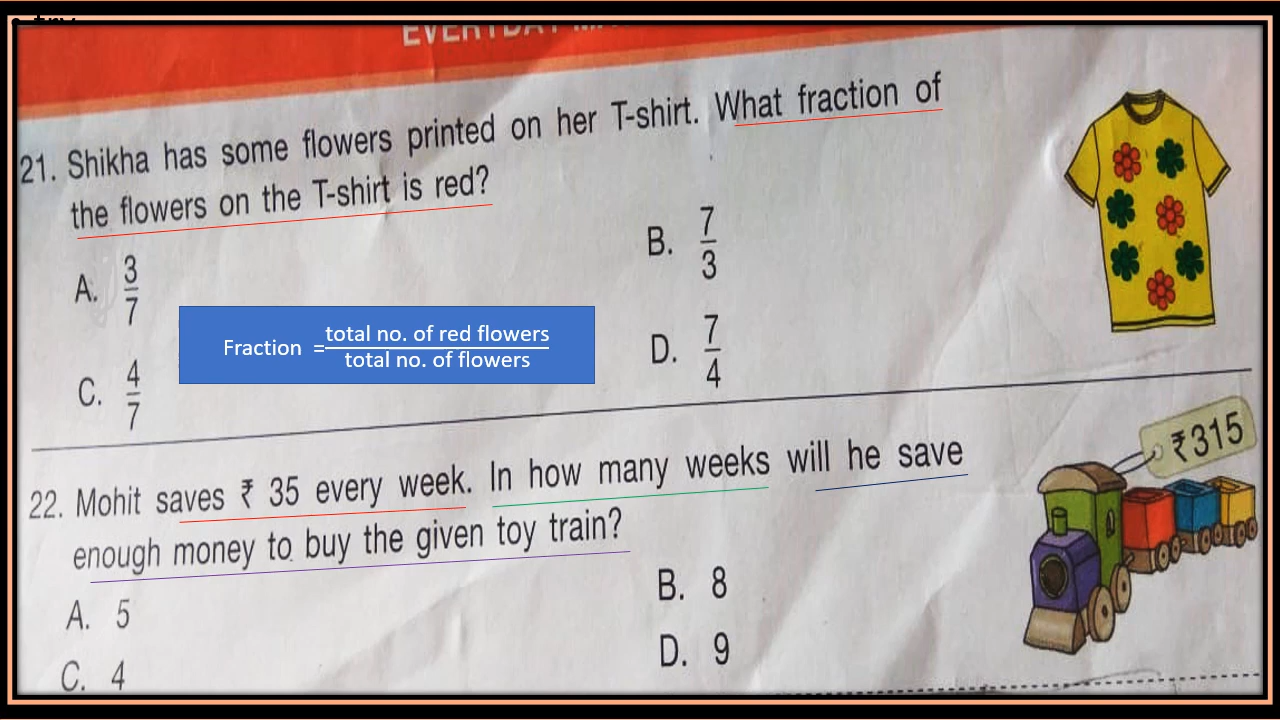 21. Shikha has some flowers printed on her T-shirt. What fraction of
the flowers on the T-shirt is red?
A. 3/7
B. 7/3
Fraction = total no. of red flowers / total no. of flowers
C. 4/7
D. 7/4
₹315
22. Mohit saves ₹ 35 every week. In how many weeks will he save
enough money to buy the given toy train?
A. 5
B. 8
C. 4
D. 9